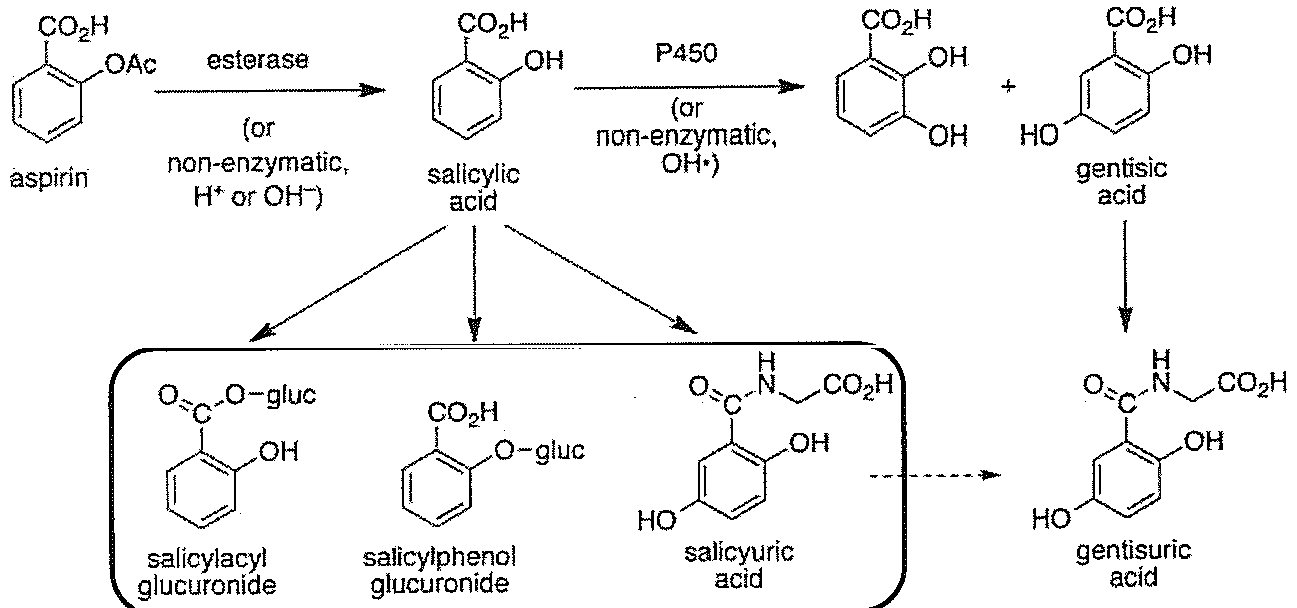 CO₂H
OAc
aspirin
esterase
(or
non-enzymatic,
H⁺ or OH⁻)
CO₂H
OH
salicylic
acid
P450
(or
non-enzymatic,
OH•)
CO₂H
OH
OH
+
CO₂H
OH
HO
gentisic
acid
O
C
O–gluc
OH
salicylacyl
glucuronide
CO₂H
O–gluc
salicylphenol
glucuronide
H
O
N
CO₂H
C
OH
HO
salicyuric
acid
H
O
N
CO₂H
C
OH
HO
gentisuric
acid